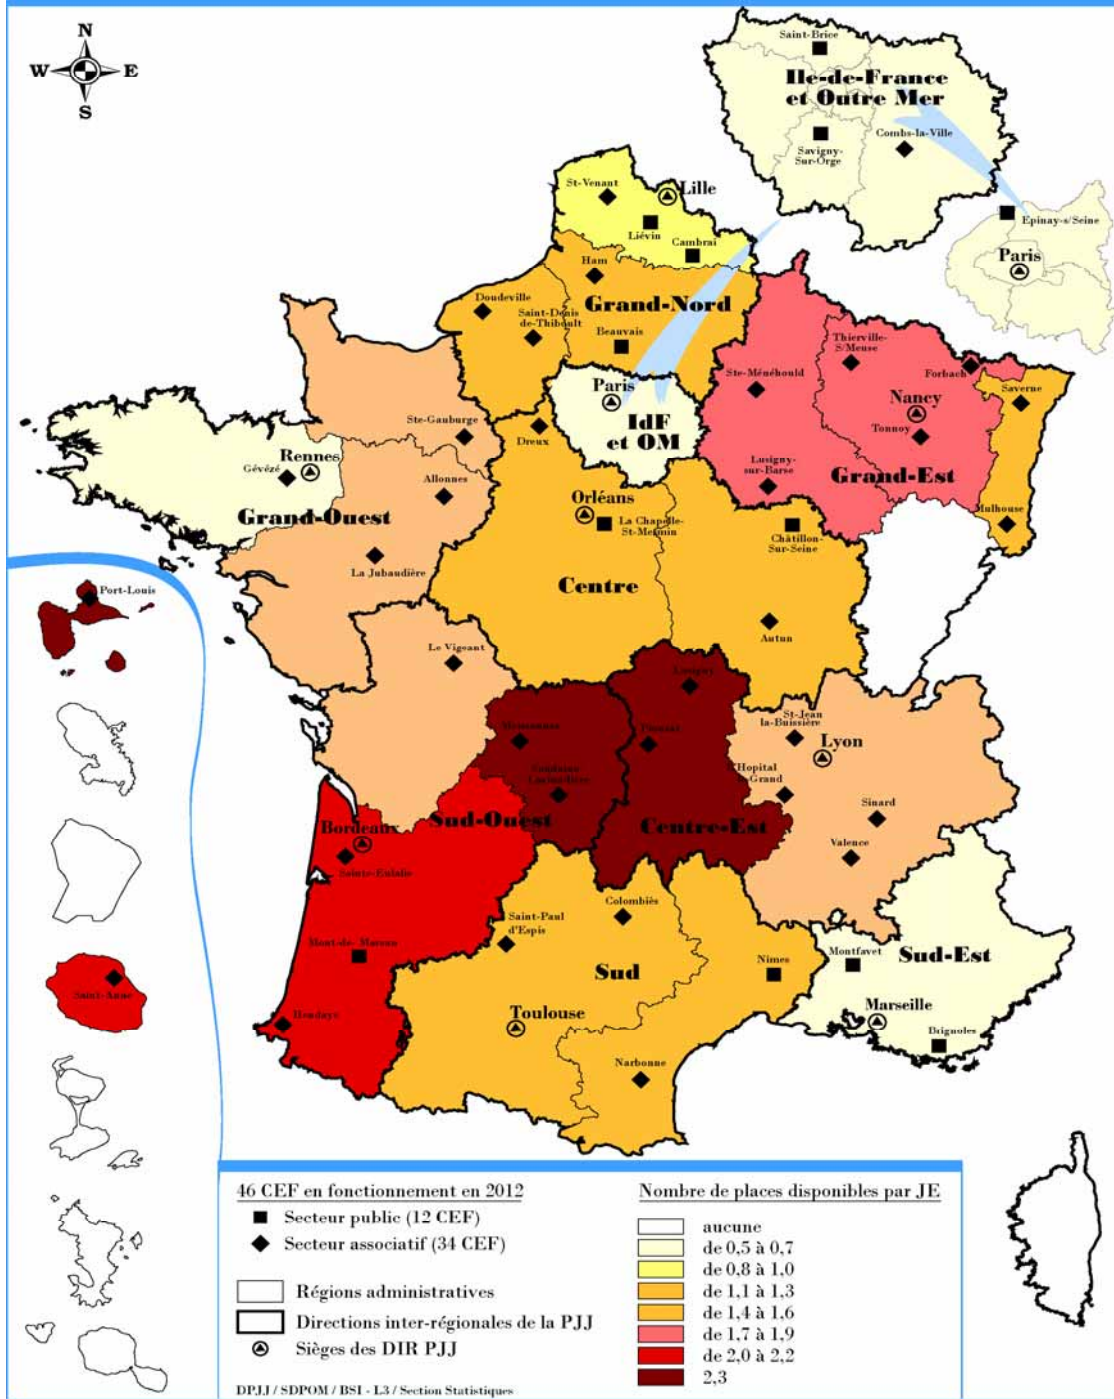 N
W E
S
Saint-Brice
Ile-de-France
et Outre Mer
Savigny-
Sur-Orge
Combs-la-Ville
Epinay-s/Seine
Paris
St-Venant
Lille
Liévin
Cambrai
Ham
Grand-Nord
Doudeville
Saint-Denis
de-Thiboult
Beauvais
Thierville-
S/Meuse
Ste-Ménéhould
Forbach
Saverne
Paris
IdF
et OM
Nancy
Tonnoy
Ste-Gauburge
Dreux
Rennes
Gévézé
Allonnes
Lusigny-
sur-Barse
Grand-Est
Grand-Ouest
Orléans
La Chapelle-
St-Mesmin
Châtillon-
Sur-Seine
Mulhouse
La Jubaudière
Centre
Port-Louis
Autun
Le Vigeant
Lusigny
St-Jean
la-Buissière
Lyon
L'Hopital
le-Grand
Sinard
Sud-Ouest
Centre-Est
Bordeaux
Sainte-Eulalie
Valence
Saint-Paul
d'Espis
Colombiès
Mont-de-Marsan
Sud
Nimes
Montfavet
Sud-Est
Saint-Anne
Hendaye
Toulouse
Marseille
Brignoles
Narbonne
46 CEF en fonctionnement en 2012
Secteur public (12 CEF)
Secteur associatif (34 CEF)
Régions administratives
Directions inter-régionales de la PJJ
Sièges des DIR PJJ
DPJJ / SDPOM / BSI - L3 / Section Statistiques
Nombre de places disponibles par JE
aucune
de 0,5 à 0,7
de 0,8 à 1,0
de 1,1 à 1,3
de 1,4 à 1,6
de 1,7 à 1,9
de 2,0 à 2,2
2,3